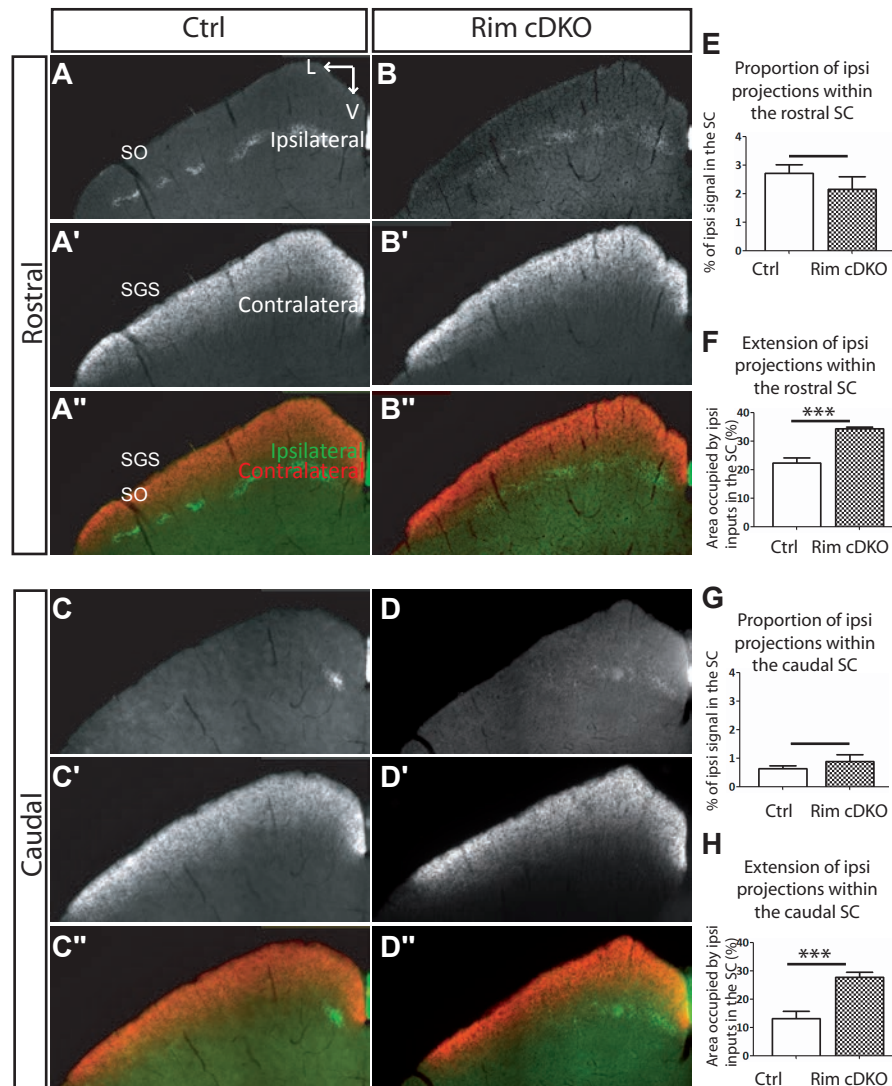 Ctrl
Rim cDKO
Rostral
A
L
V
SO
Ipsilateral
B
A'
SGS
Contralateral
B'
A"
SGS
SO
Ipsilateral
Contralateral
B"
Caudal
C
D
C'
D'
C"
D"
E
Proportion of ipsi
projections within
the rostral SC
% of ipsi signal in the SC
4
3
2
1
0
Ctrl
Rim cDKO
F
Extension of ipsi
projections within
the rostral SC
Area occupied by ipsi
inputs in the SC (%)
40
30
20
10
0
***
Ctrl
Rim cDKO
G
Proportion of ipsi
projections within
the caudal SC
% of ipsi signal in the SC
4
2
1
0
Ctrl
Rim cDKO
H
Extension of ipsi
projections within
the caudal SC
Area occupied by ipsi
inputs in the SC (%)
40
30
20
10
0
***
Ctrl
Rim cDKO